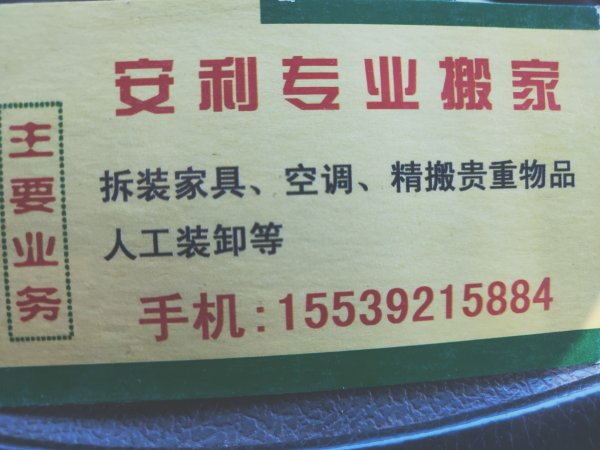 安利专业搬家
主要业务
拆装家具、空调、精搬贵重物品
人工装卸等
手机:15539215884